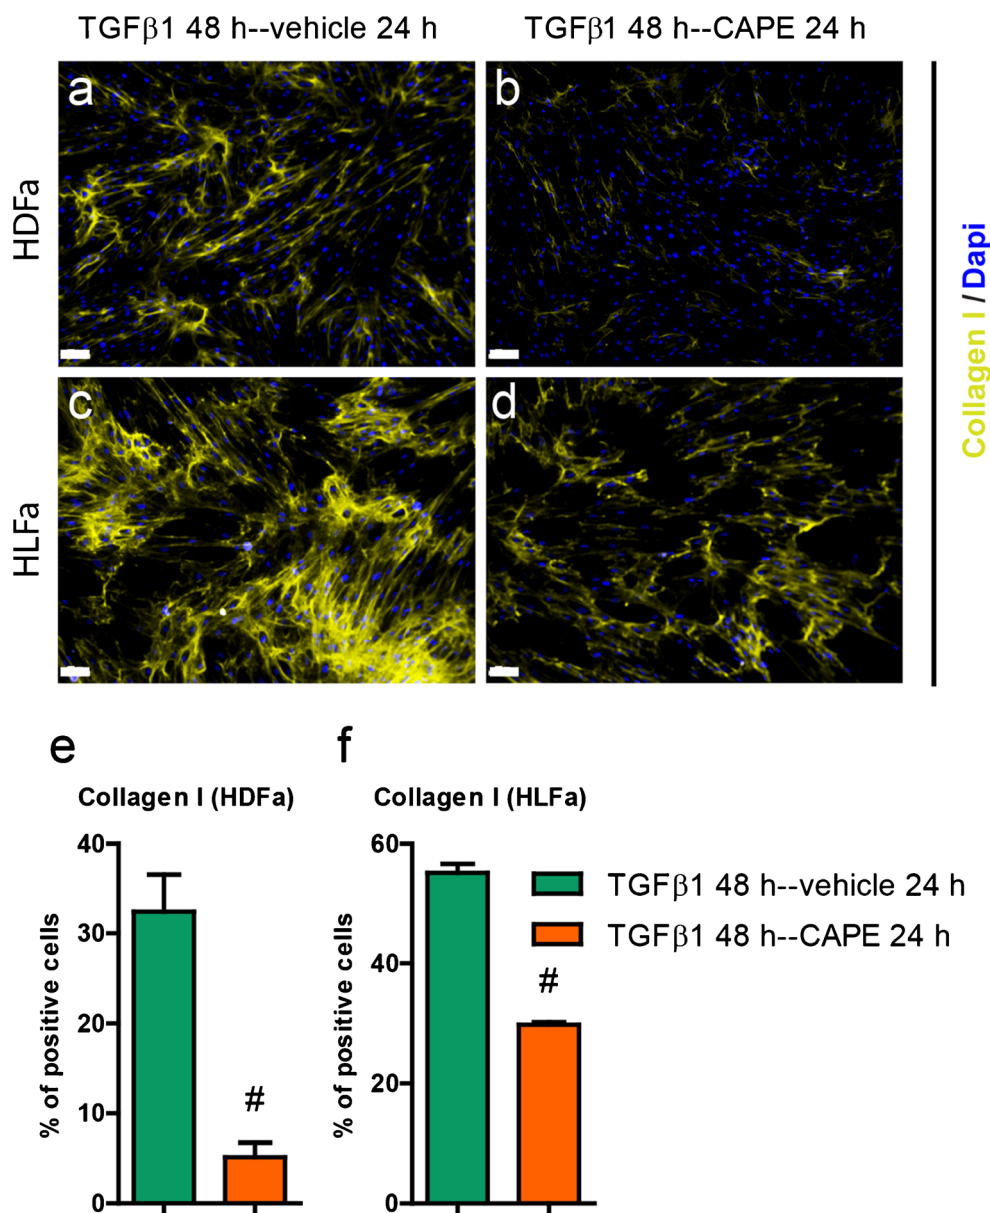 TGFβ1 48 h--vehicle 24 h
TGFβ1 48 h--CAPE 24 h
a
b
HDFa
c
d
HLFa
Collagen I / Dapi
e
f
Collagen I (HDFa)
Collagen I (HLFa)
% of positive cells
40
30
20
10
0
#
% of positive cells
60
40
20
0
#
TGFβ1 48 h--vehicle 24 h
TGFβ1 48 h--CAPE 24 h